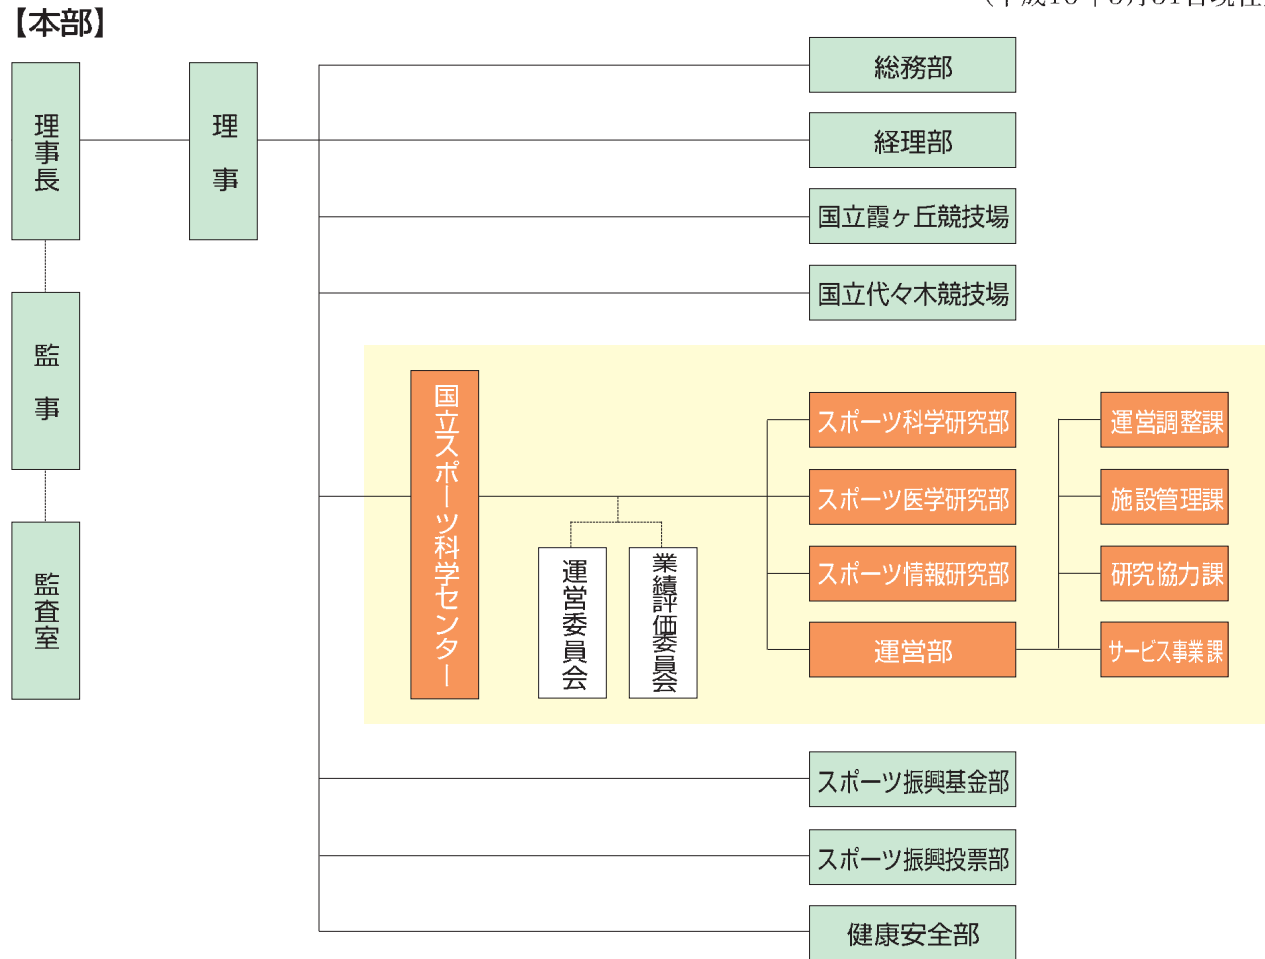 【本部】
理事長
理事
監事
監査室
総務部
経理部
国立霞ヶ丘競技場
国立代々木競技場
国立スポーツ科学センター
運営委員会
業績評価委員会
スポーツ科学研究部
スポーツ医学研究部
スポーツ情報研究部
運営部
運営調整課
施設管理課
研究協力課
サービス事業課
スポーツ振興基金部
スポーツ振興投票部
健康安全部